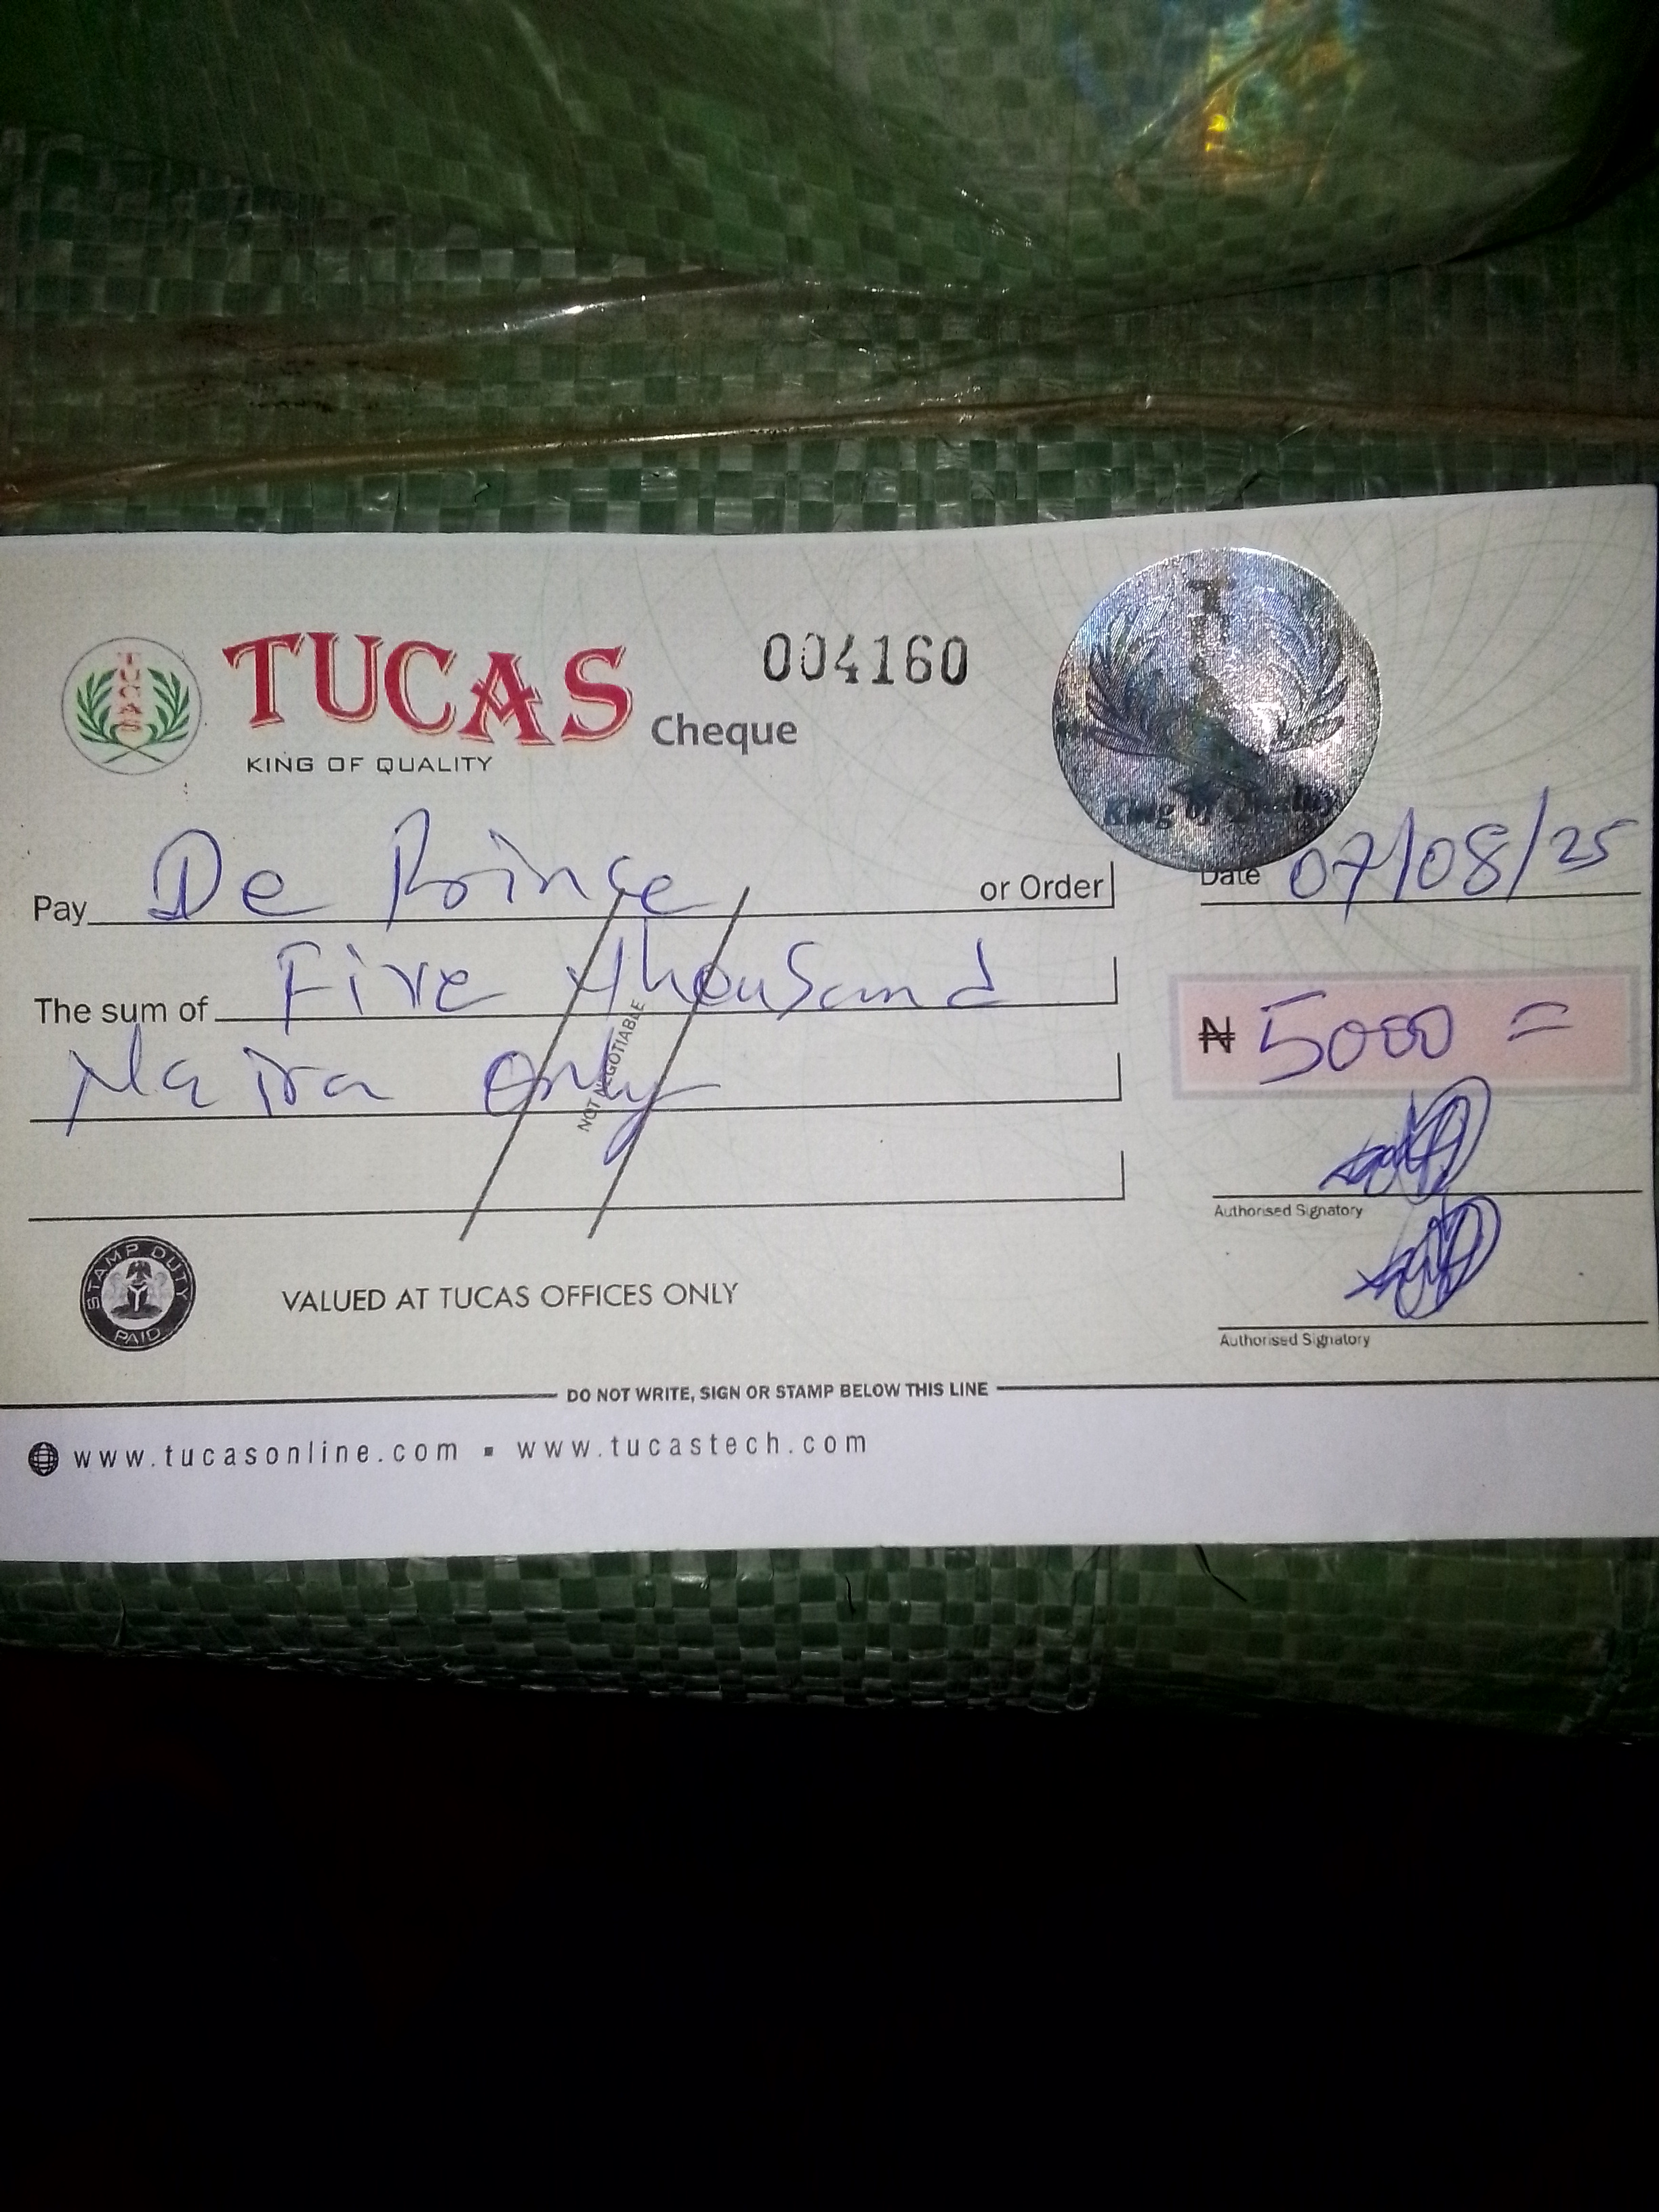 TUCAS
TUCAS
KING OF QUALITY
Cheque
004160
King of Quality
Pay De Prince or Order
Date 07/08/25
The sum of Five thousand
Naira only
₦ 5000 =
NOT NEGOTIABLE
Authorised Signatory
Authorised Signatory
STAMP DUTY
PAID
VALUED AT TUCAS OFFICES ONLY
DO NOT WRITE, SIGN OR STAMP BELOW THIS LINE
www.tucasonline.com ▪ www.tucastech.com